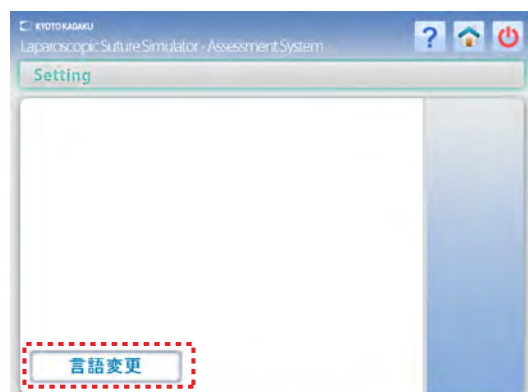 KYOTO KAGAKU
Laparoscopic Suture Simulator - Assessment System
?
Setting
言語変更